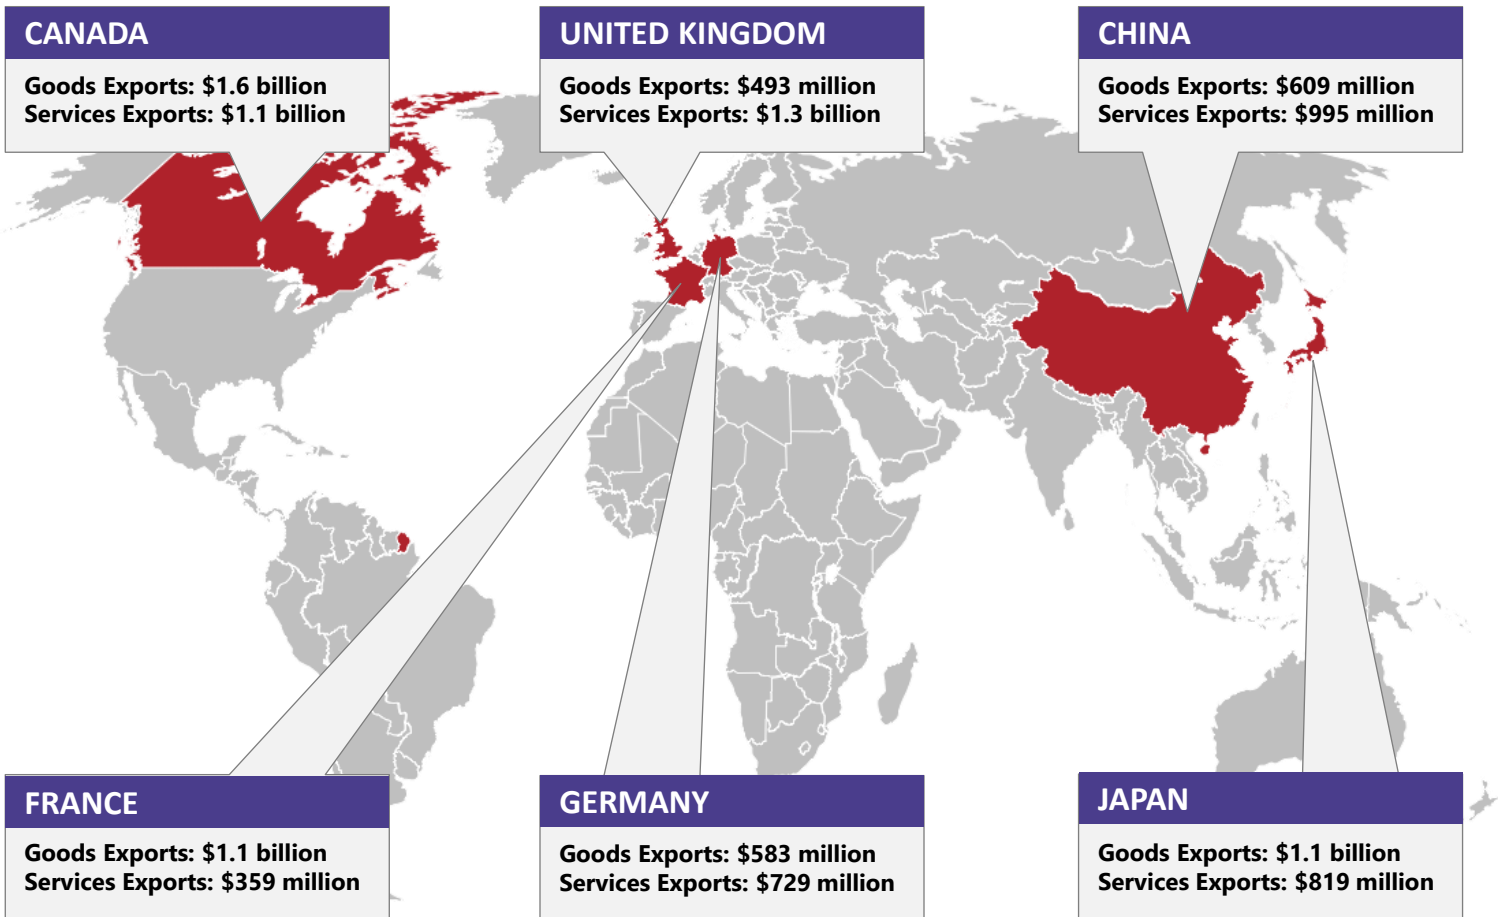 CANADA
Goods Exports: $1.6 billion
Services Exports: $1.1 billion
UNITED KINGDOM
Goods Exports: $493 million
Services Exports: $1.3 billion
CHINA
Goods Exports: $609 million
Services Exports: $995 million
FRANCE
Goods Exports: $1.1 billion
Services Exports: $359 million
GERMANY
Goods Exports: $583 million
Services Exports: $729 million
JAPAN
Goods Exports: $1.1 billion
Services Exports: $819 million